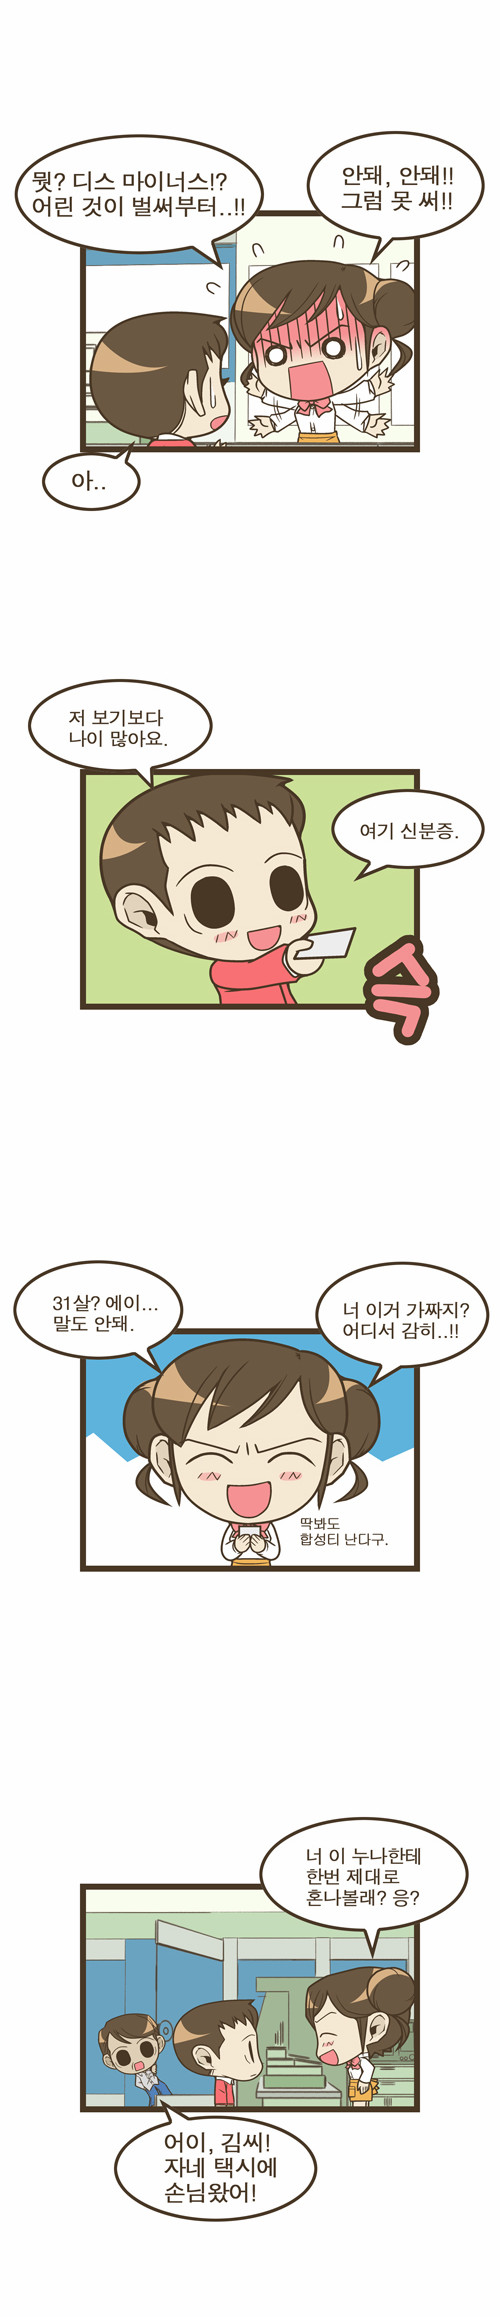 뭣? 디스 마이너스!?
어린 것이 벌써부터..!!
안돼, 안돼!!
그럼 못 써!!
아..
저 보기보다
나이 많아요.
여기 신분증.
슥
31살? 에이...
말도 안돼.
너 이거 가짜지?
어디서 감히..!!
딱봐도
합성티 난다구.
너 이 누나한테
한번 제대로
혼나볼래? 응?
어이, 김씨!
자네 택시에
손님왔어!